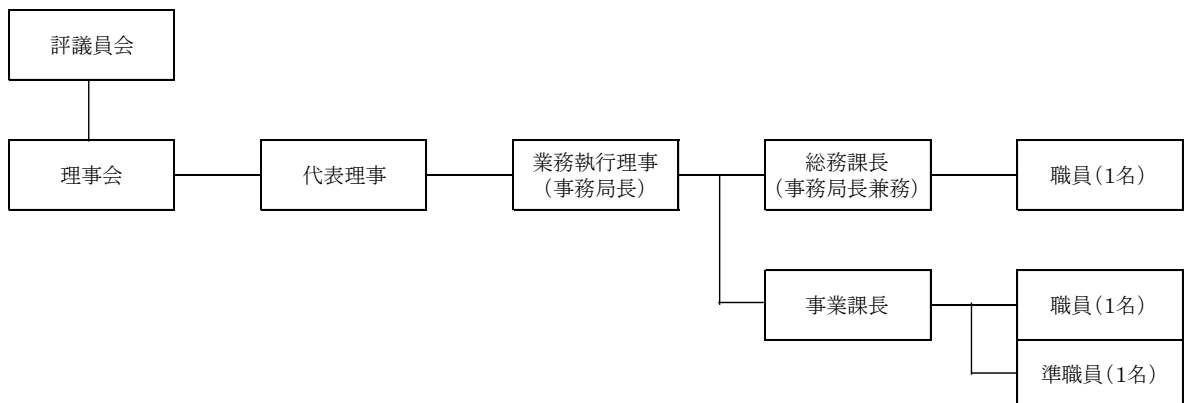 評議員会
理事会
代表理事
業務執行理事
(事務局長)
総務課長
(事務局長兼務)
職員(1名)
事業課長
職員(1名)
準職員(1名)